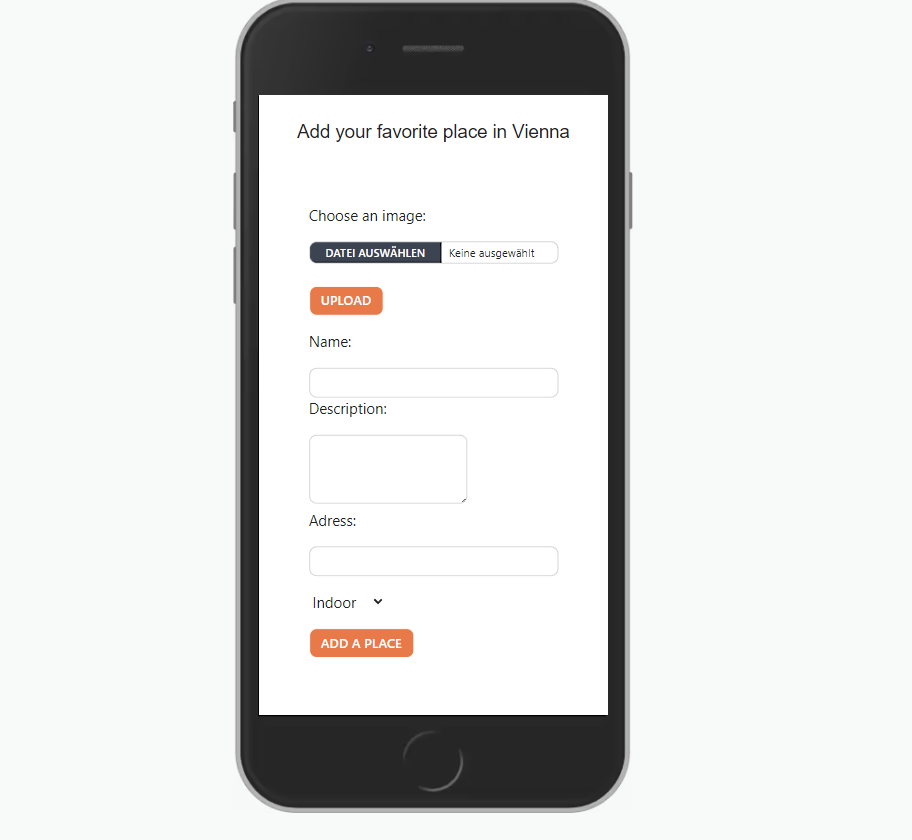 Add your favorite place in Vienna
Choose an image:
DATEI AUSWÄHLEN Keine ausgewählt
UPLOAD
Name:
Description:
Adress:
Indoor
ADD A PLACE